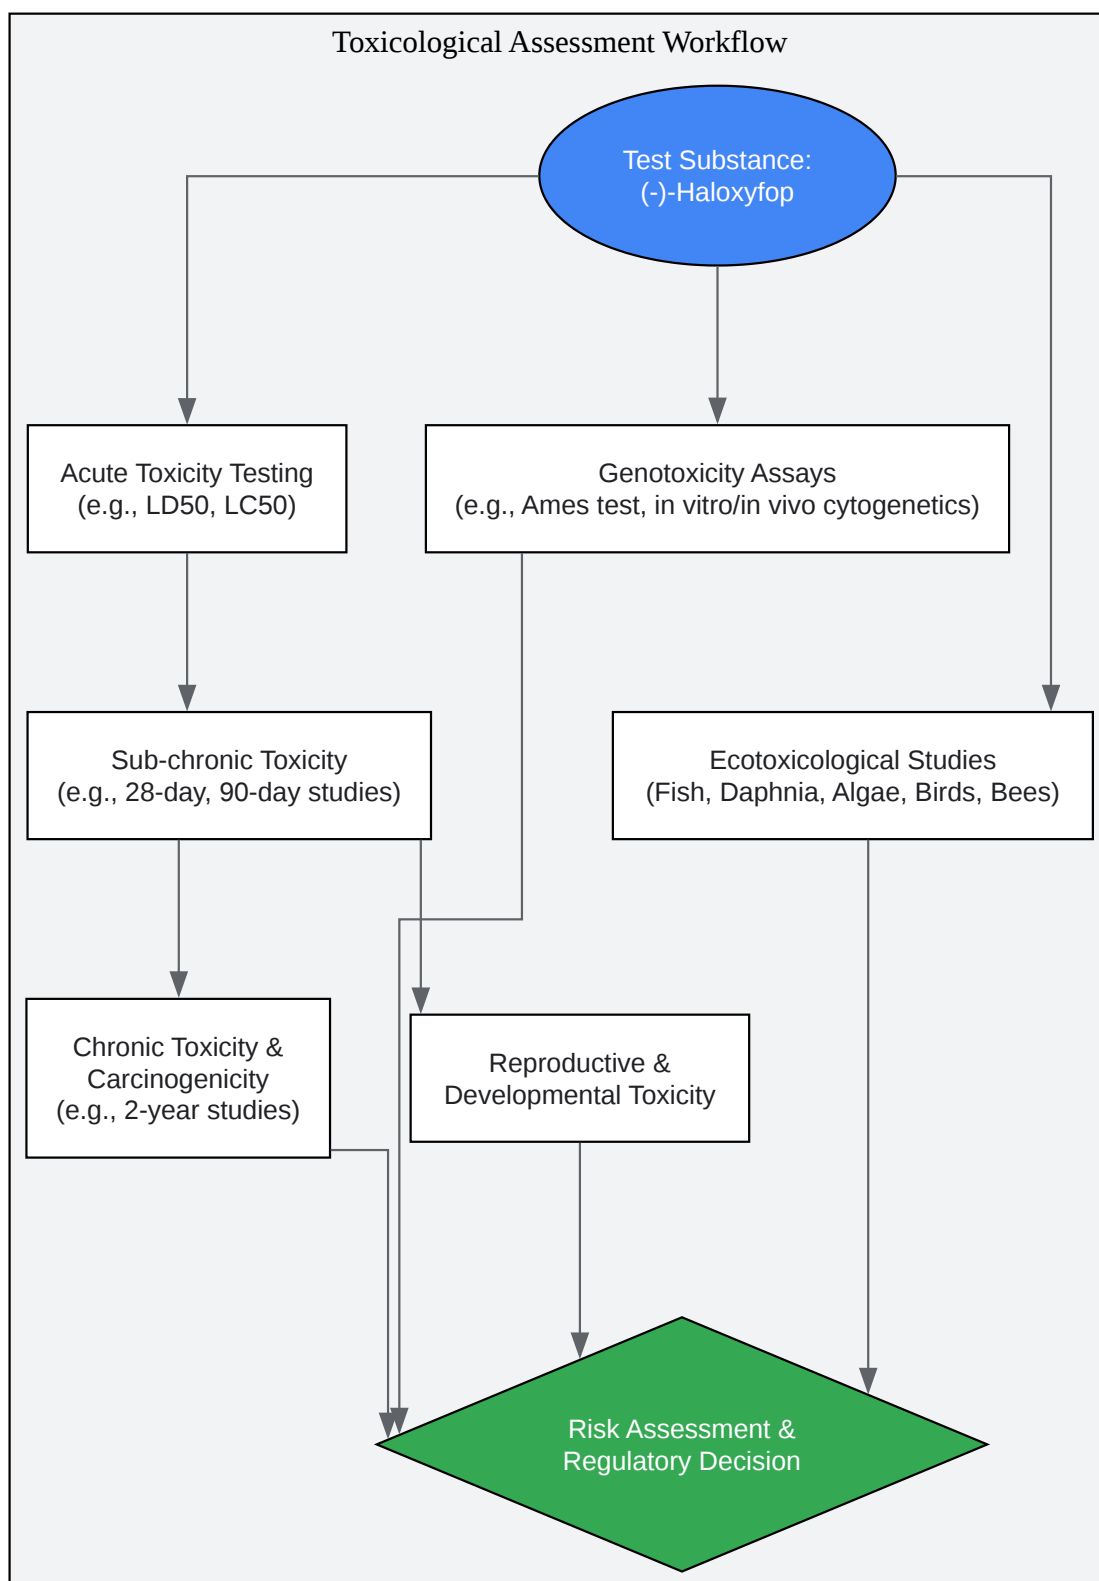 Toxicological Assessment Workflow
Test Substance:
(-)-Haloxyfop
Acute Toxicity Testing
(e.g., LD50, LC50)
Genotoxicity Assays
(e.g., Ames test, in vitro/in vivo cytogenetics)
Sub-chronic Toxicity
(e.g., 28-day, 90-day studies)
Ecotoxicological Studies
(Fish, Daphnia, Algae, Birds, Bees)
Chronic Toxicity &
Carcinogenicity
(e.g., 2-year studies)
Reproductive &
Developmental Toxicity
Risk Assessment &
Regulatory Decision